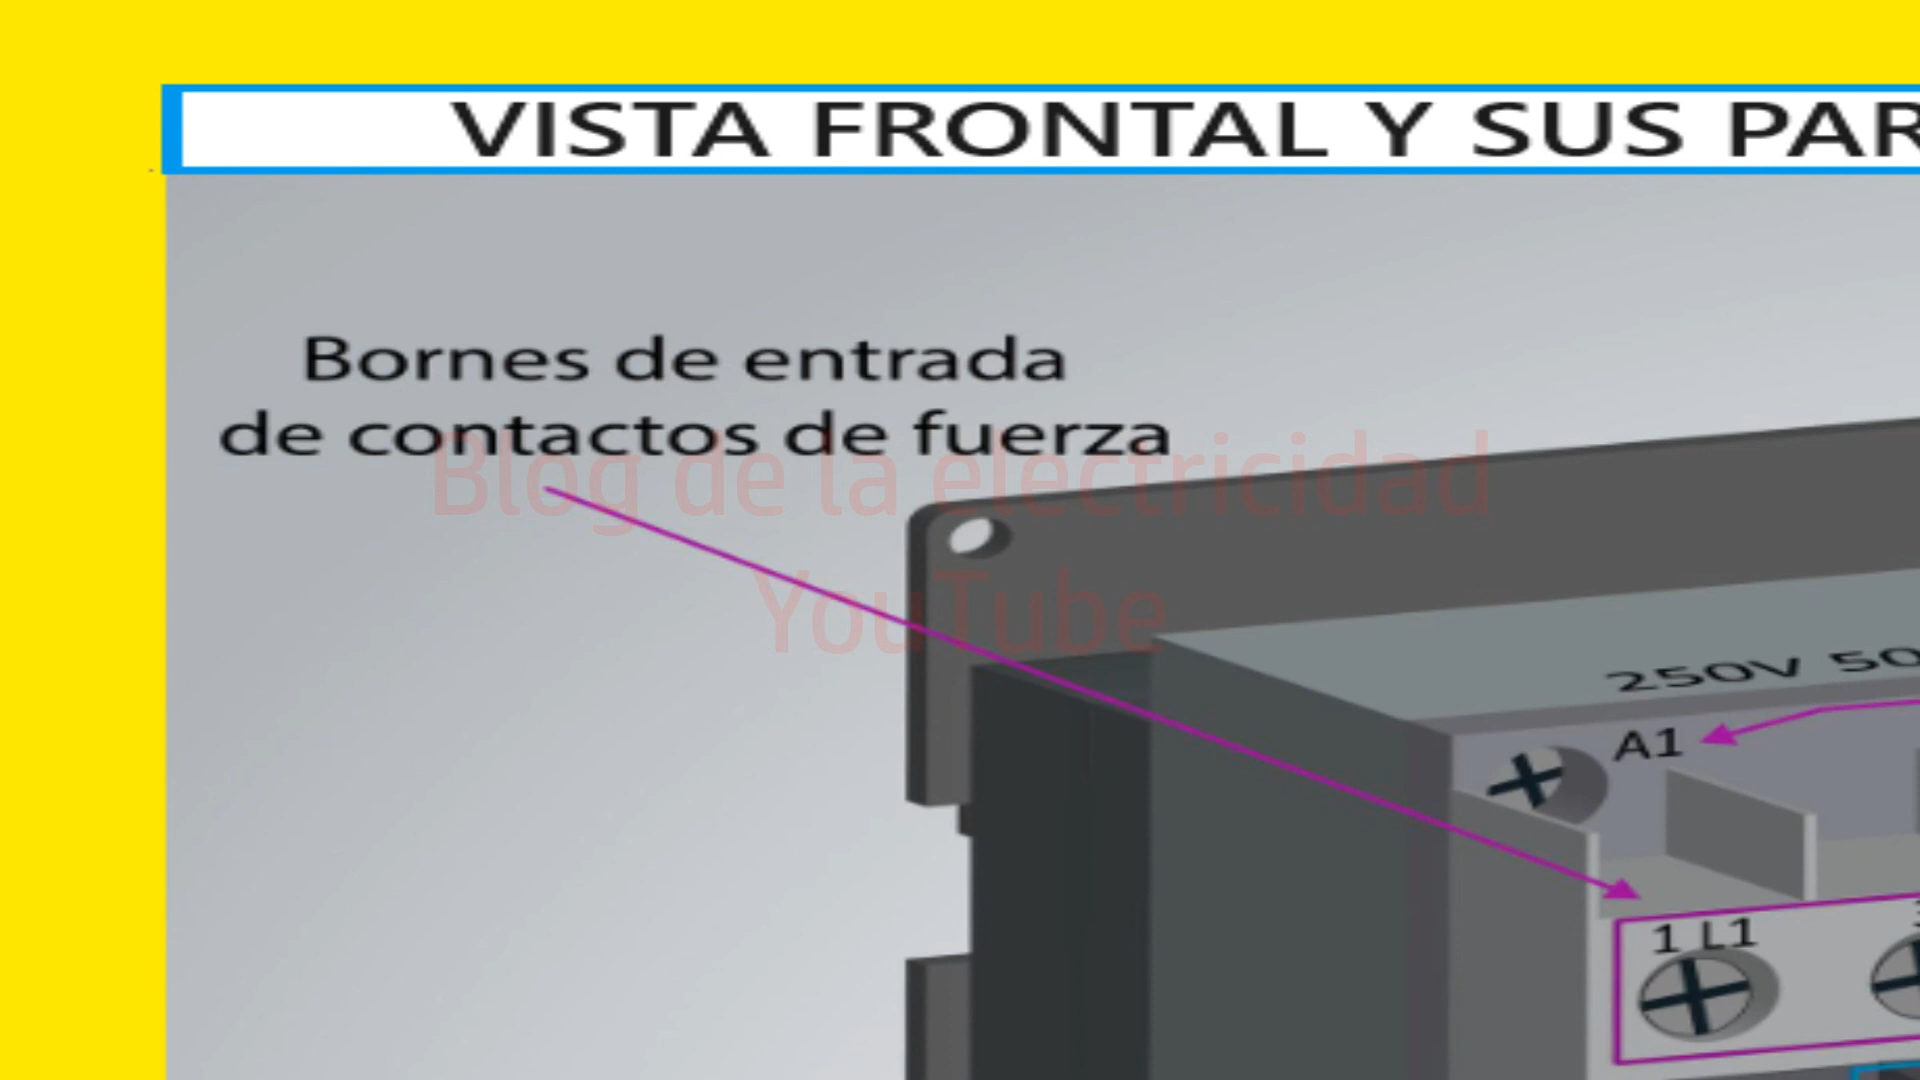 VISTA FRONTAL Y SUS PAR
Bornes de entrada
de contactos de fuerza
Blog de la electricidad
YouTube
250V 50
A1
1 L1